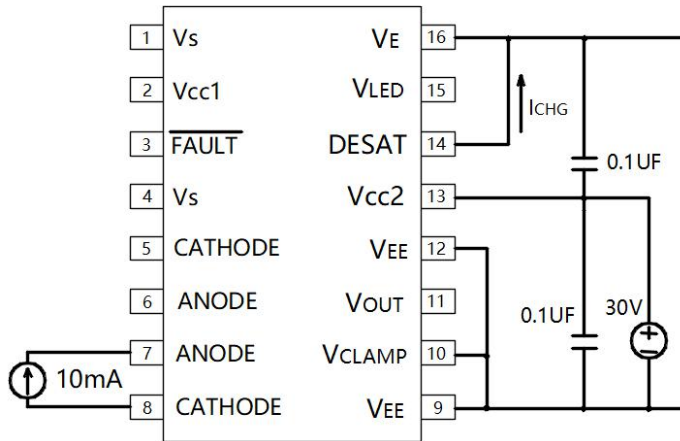 1 Vs
2 Vcc1
3 FAULT
4 Vs
5 CATHODE
6 ANODE
7 ANODE
8 CATHODE
10mA
VE 16
VLED 15
DESAT 14
Vcc2 13
VEE 12
VOUT 11
VCLAMP 10
VEE 9
ICHG
0.1UF
0.1UF
30V